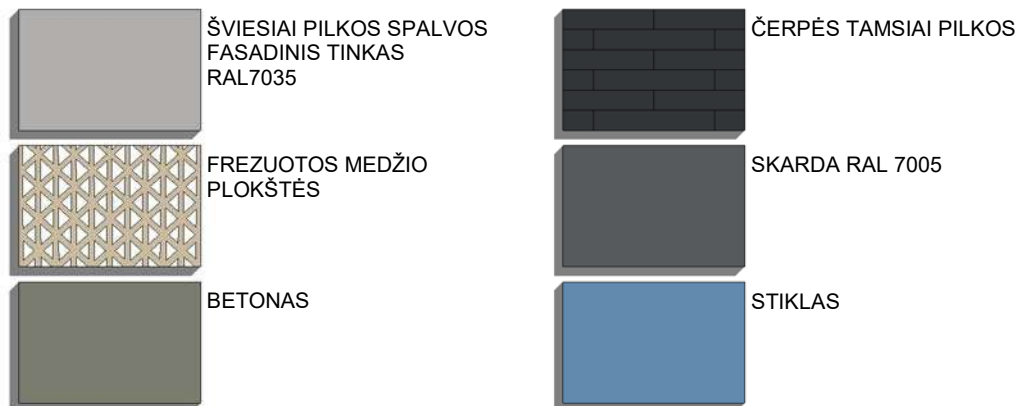 ŠVIESIAI PILKOS SPALVOS
FASADINIS TINKAS
RAL7035
ČERPĖS TAMSIAI PILKOS
FREZUOTOS MEDŽIO
PLOKŠTĖS
SKARDA RAL 7005
BETONAS
STIKLAS